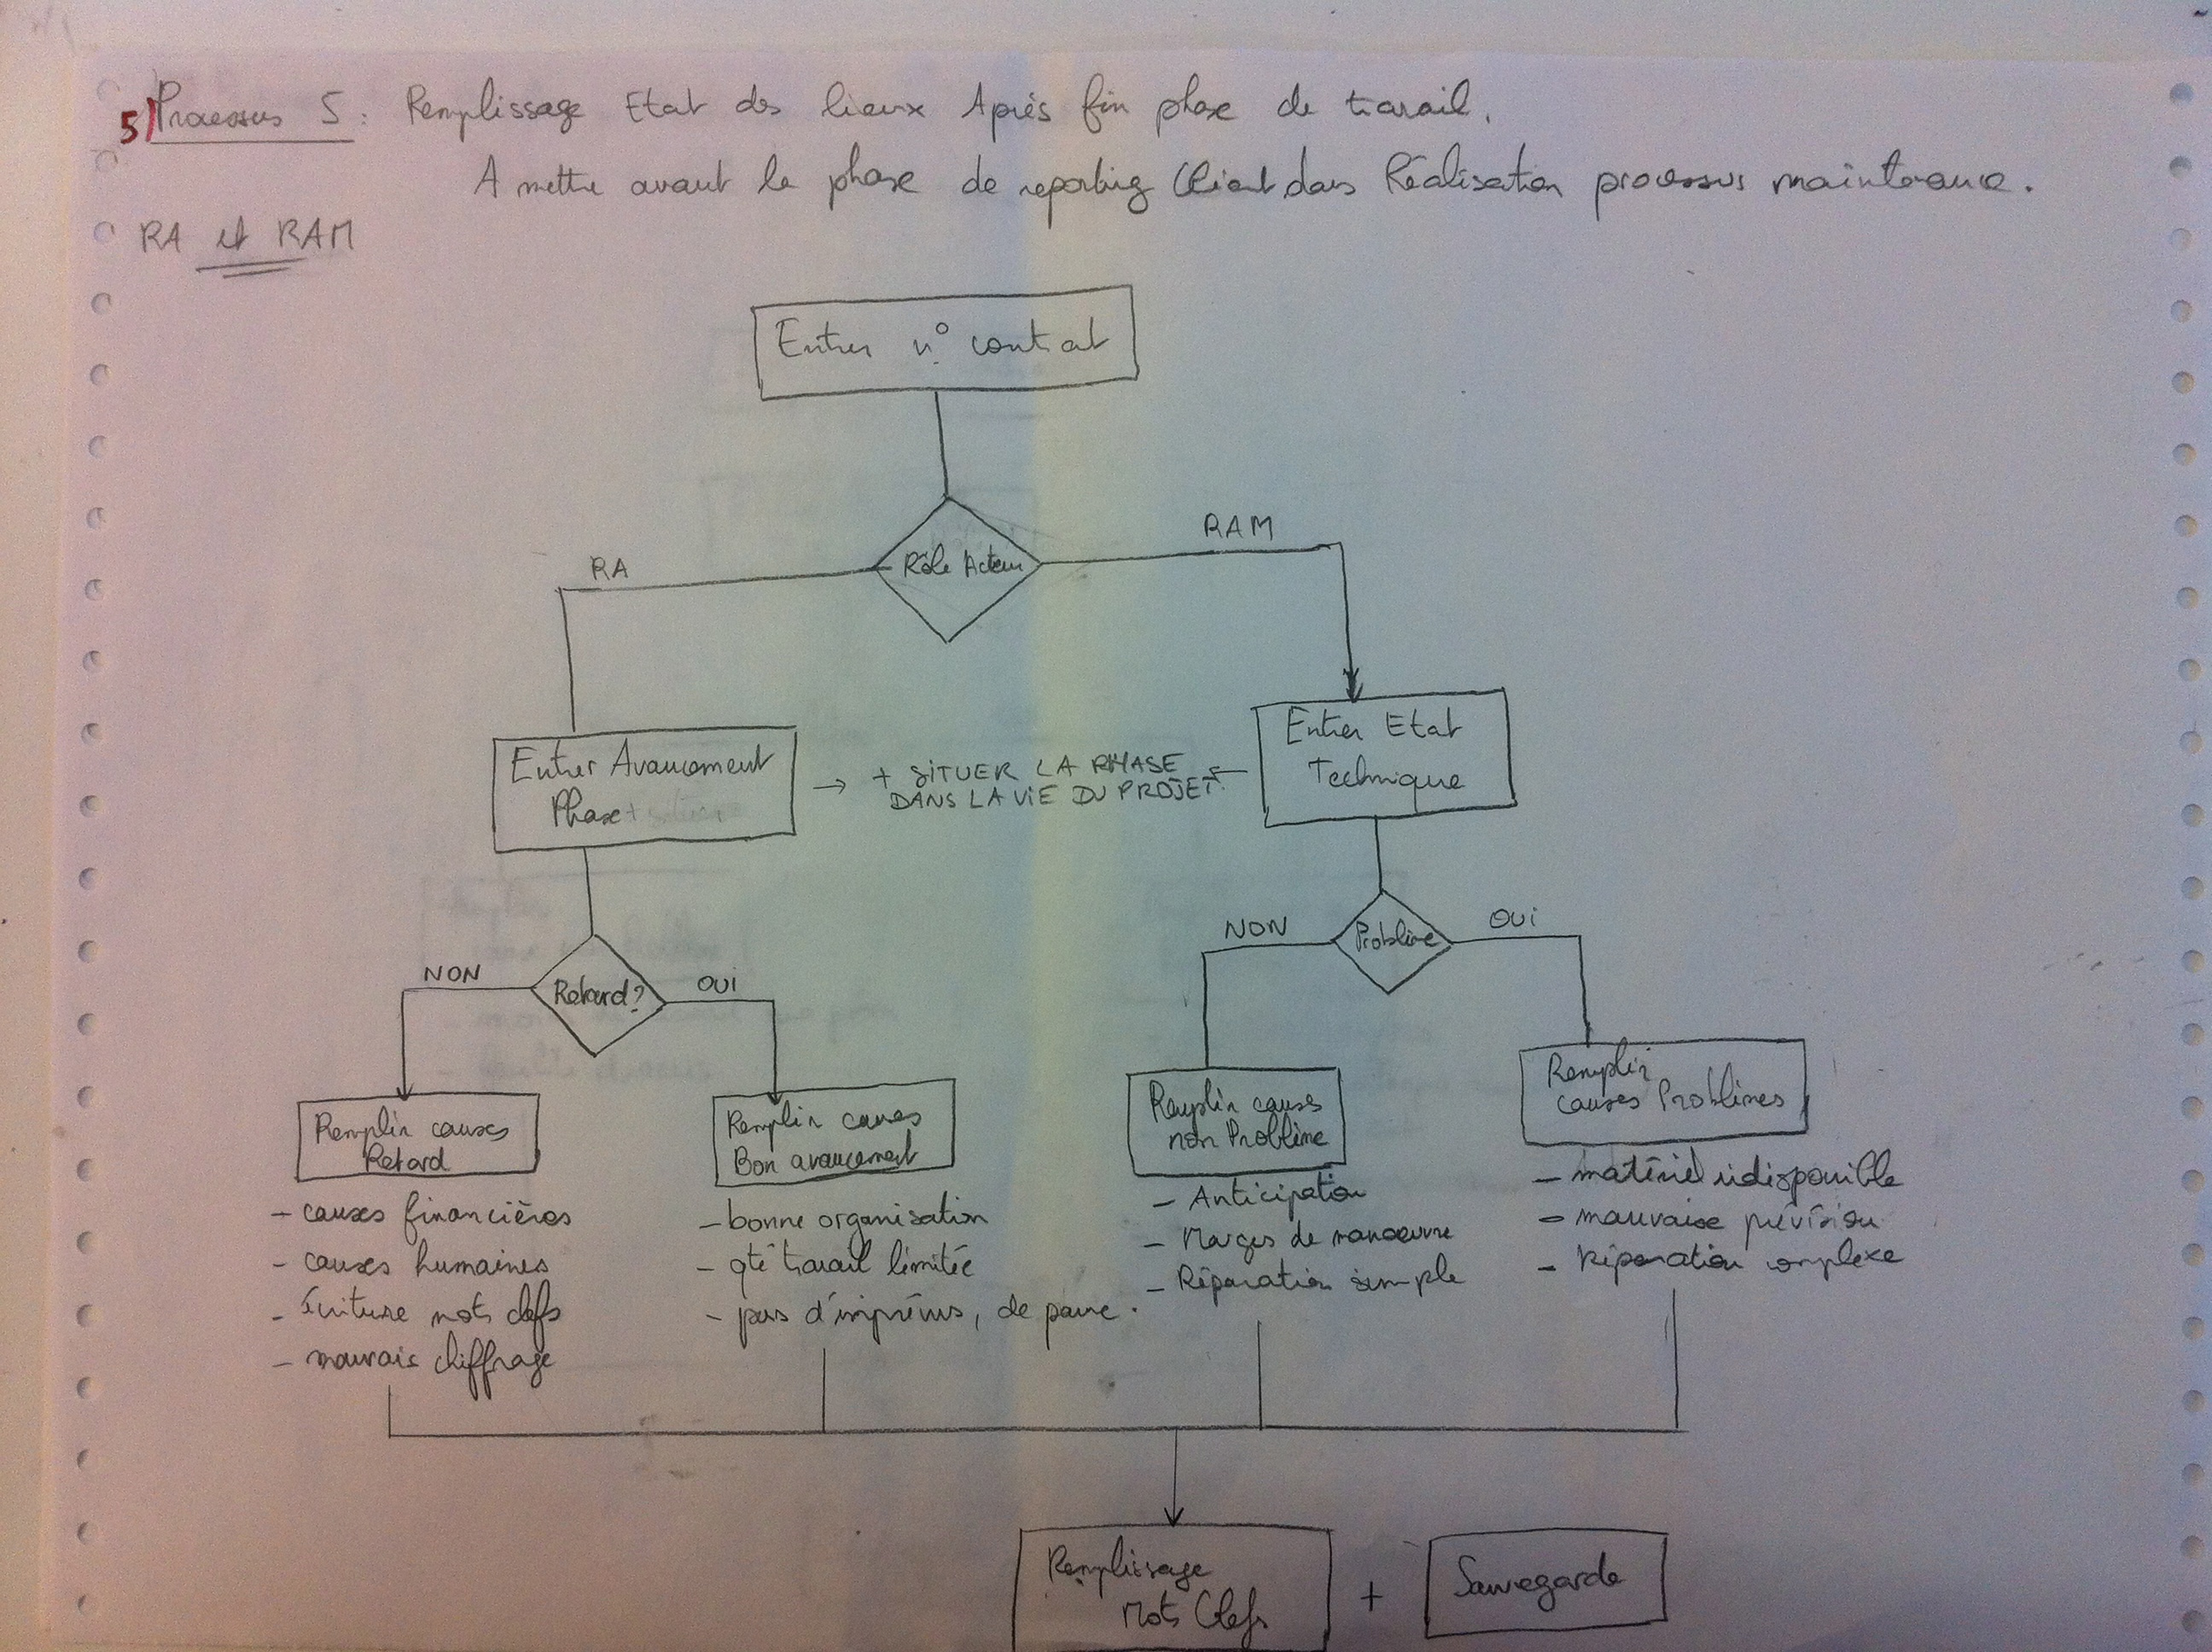 5) Processus 5 : Remplissage Etat des lieux Après fin phase de travail.
A mettre avant la phase de reporting Client dans Réalisation processus maintenance.
RA et RAM
Entrer n° contrat
Rôle Acteur
RA
RAM
Entrer Avancement
Phase +
→ + SITUER LA PHASE ←
DANS LA VIE DU PROJET.
Entrer Etat
Technique
Retard?
NON
OUI
Problème
NON
OUI
Remplir causes
Retard
- causes financières
- causes humaines
- Ecriture mots clefs
- mauvais chiffrage
Remplir causes
Bon avancement
- bonne organisation
- qté travail limitée
- pas d'imprévus, de panne.
Remplir causes
non Problème
- Anticipation
- Marges de manoeuvre
- Réparation simple
Remplir
causes Problèmes
- matériel indisponible
- mauvaise prévision
- Réparation complexe
Remplissage
Mots Clefs
+
Sauvegarde